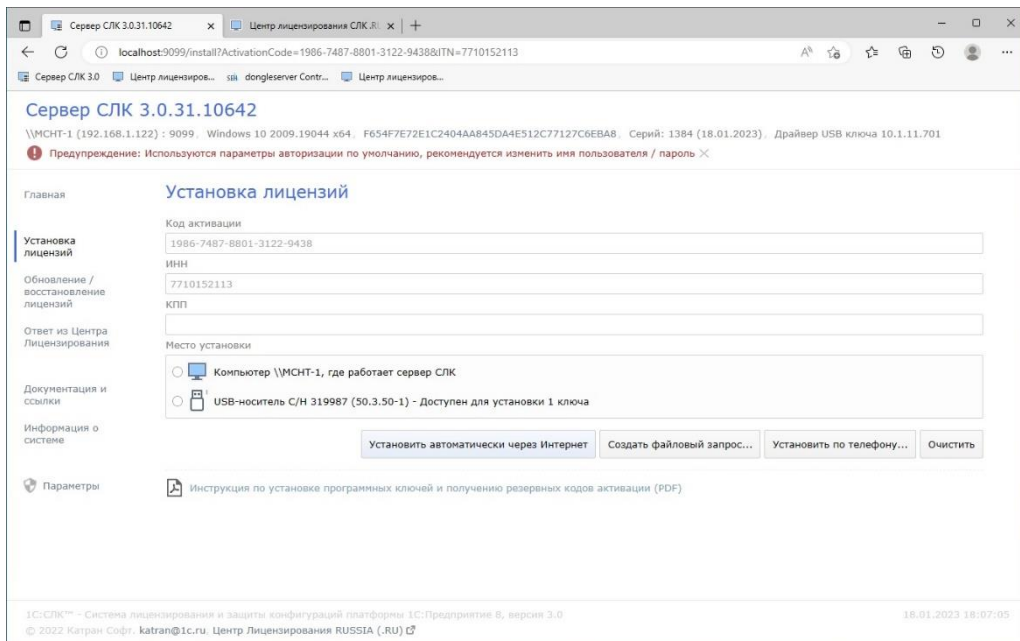 Сервер СЛК 3.0.31.10642
Центр лицензирования СЛК .RU
localhost:9099/install?ActivationCode=1986-7487-8801-3122-9438&ITN=7710152113
Сервер СЛК 3.0
Центр лицензиров...
dongleserver Contr...
Центр лицензиров...
Сервер СЛК 3.0.31.10642
\\МСНТ-1 (192.168.1.122) : 9099, Windows 10 2009.19044 x64, F654F7E72E1C2404AA845DA4E512C77127C6EBA8, Серий: 1384 (18.01.2023), Драйвер USB ключа 10.1.11.701
Предупреждение: Используются параметры авторизации по умолчанию, рекомендуется изменить имя пользователя / пароль
Главная
Установка
лицензий
Обновление /
восстановление
лицензий
Ответ из Центра
Лицензирования
Документация и
ссылки
Информация о
системе
Параметры
Установка лицензий
Код активации
1986-7487-8801-3122-9438
ИНН
7710152113
КПП
Место установки
Компьютер \\МСНТ-1, где работает сервер СЛК
USB-носитель С/Н 319987 (50.3.50-1) - Доступен для установки 1 ключа
Установить автоматически через Интернет
Создать файловый запрос...
Установить по телефону...
Очистить
Инструкция по установке программных ключей и получению резервных кодов активации (PDF)
1С:СЛК™ - Система лицензирования и защиты конфигураций платформы 1С:Предприятие 8, версия 3.0
18.01.2023 18:07:05
© 2022 Катран Софт. katran@1c.ru. Центр Лицензирования RUSSIA (.RU)